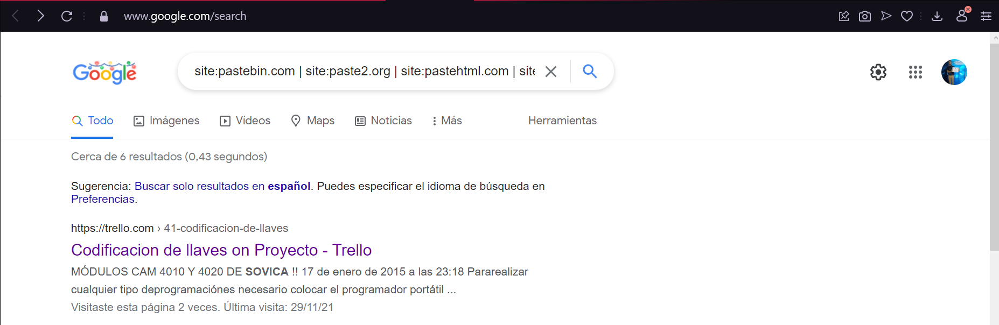 www.google.com/search
Google
site:pastebin.com | site:paste2.org | site:pastehtml.com | site
Todo Imágenes Vídeos Maps Noticias Más Herramientas
Cerca de 6 resultados (0,43 segundos)
Sugerencia: Buscar solo resultados en español. Puedes especificar el idioma de búsqueda en
Preferencias.
https://trello.com › 41-codificacion-de-llaves
Codificacion de llaves on Proyecto - Trello
MÓDULOS CAM 4010 Y 4020 DE SOVICA !! 17 de enero de 2015 a las 23:18 Pararealizar
cualquier tipo deprogramaciónes necesario colocar el programador portátil ...
Visitaste esta página 2 veces. Última visita: 29/11/21